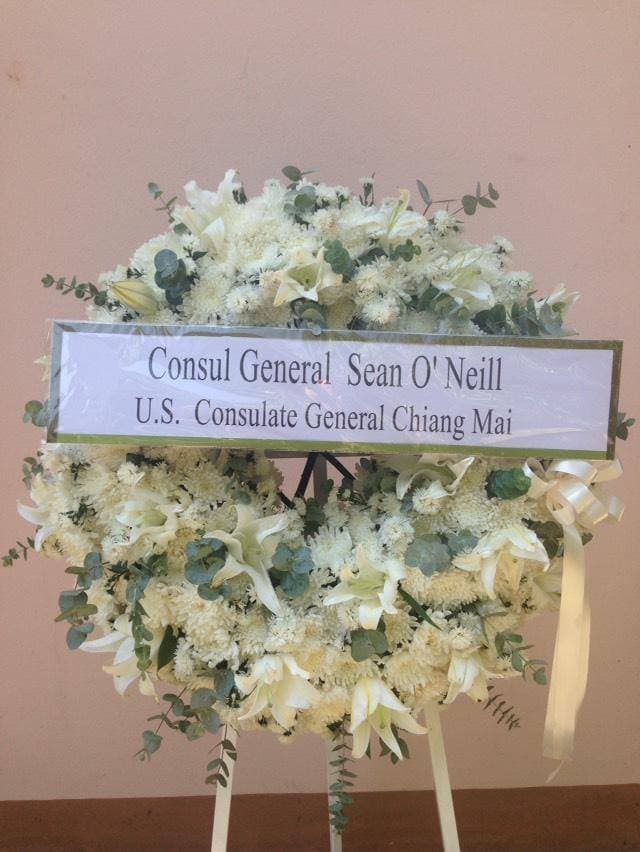 Consul General Sean O' Neill
U.S. Consulate General Chiang Mai